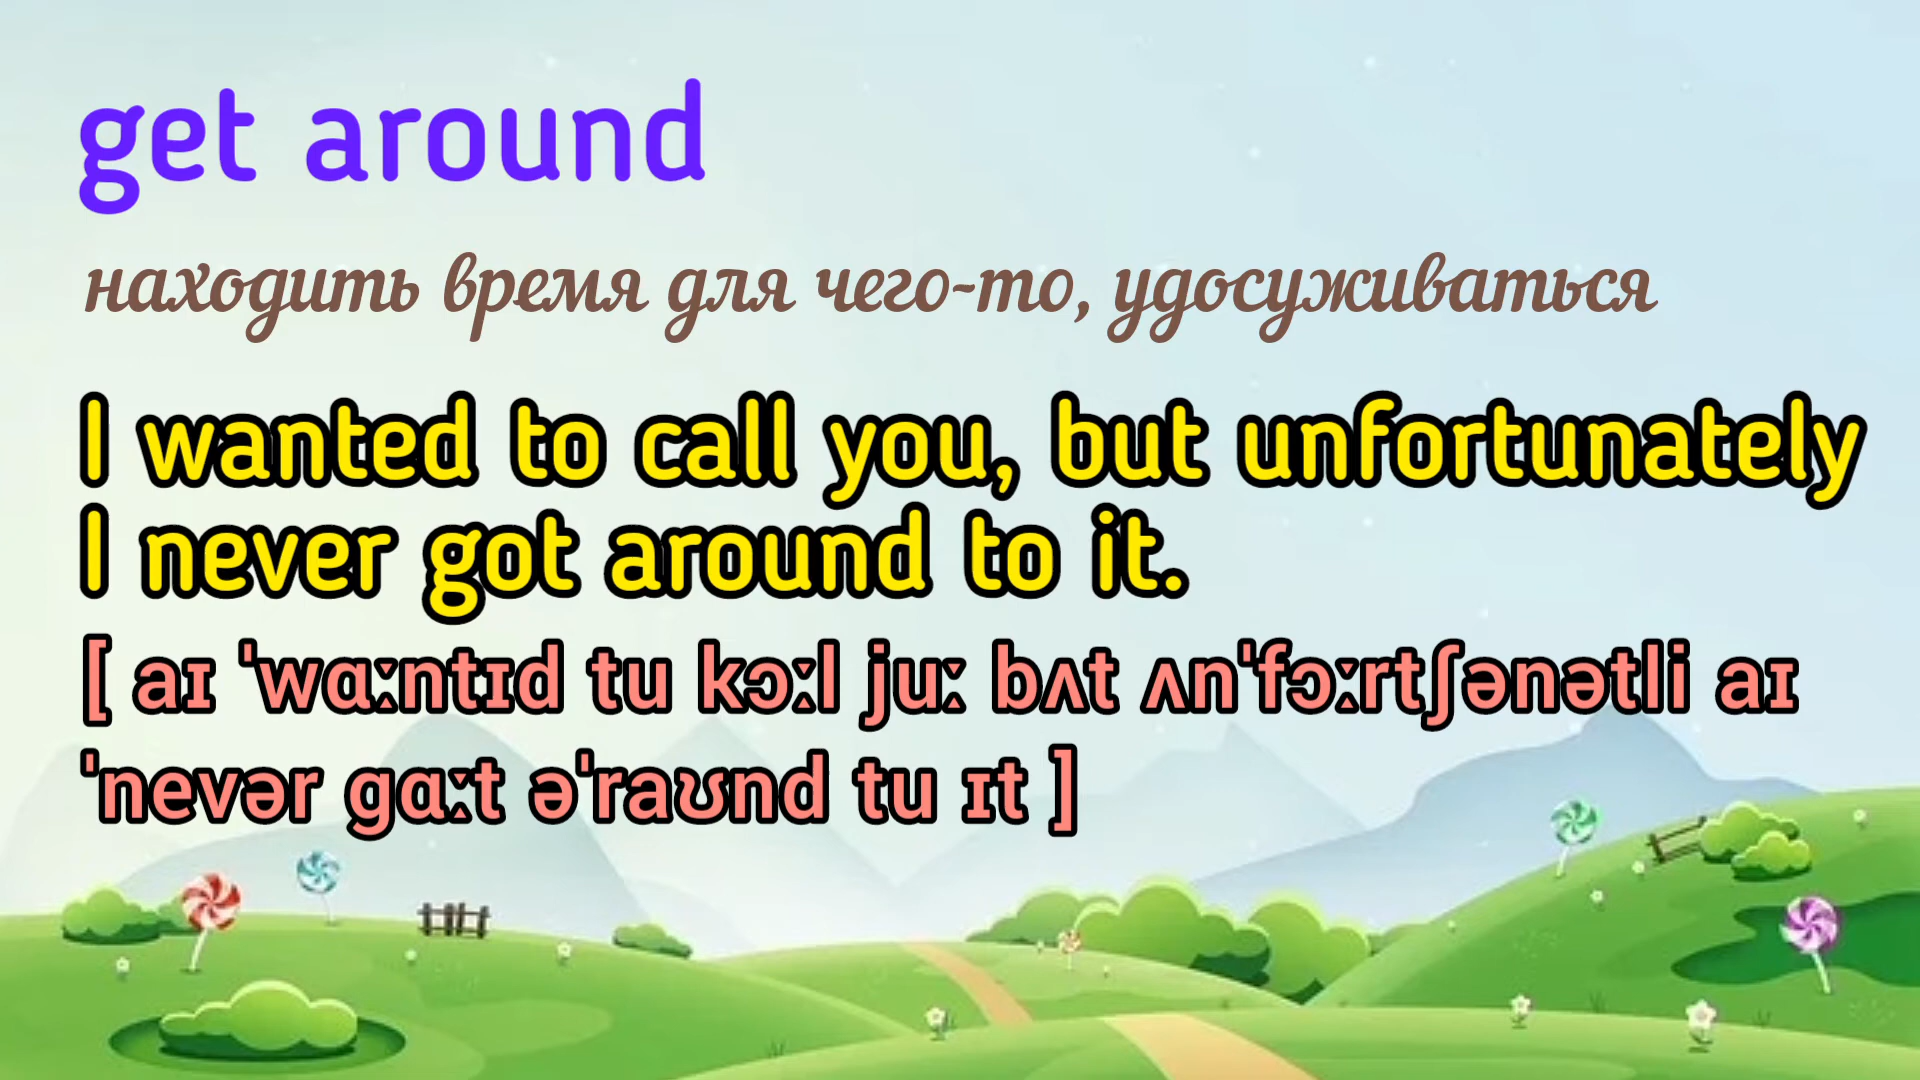 get around
находить время для чего-то, удосуживаться
I wanted to call you, but unfortunately
I never got around to it.
[ aɪ ˈwɑːntɪd tu kɔːl juː bʌt ʌnˈfɔːrtʃənətli aɪ
ˈnevər gɑːt əˈraʊnd tu ɪt ]